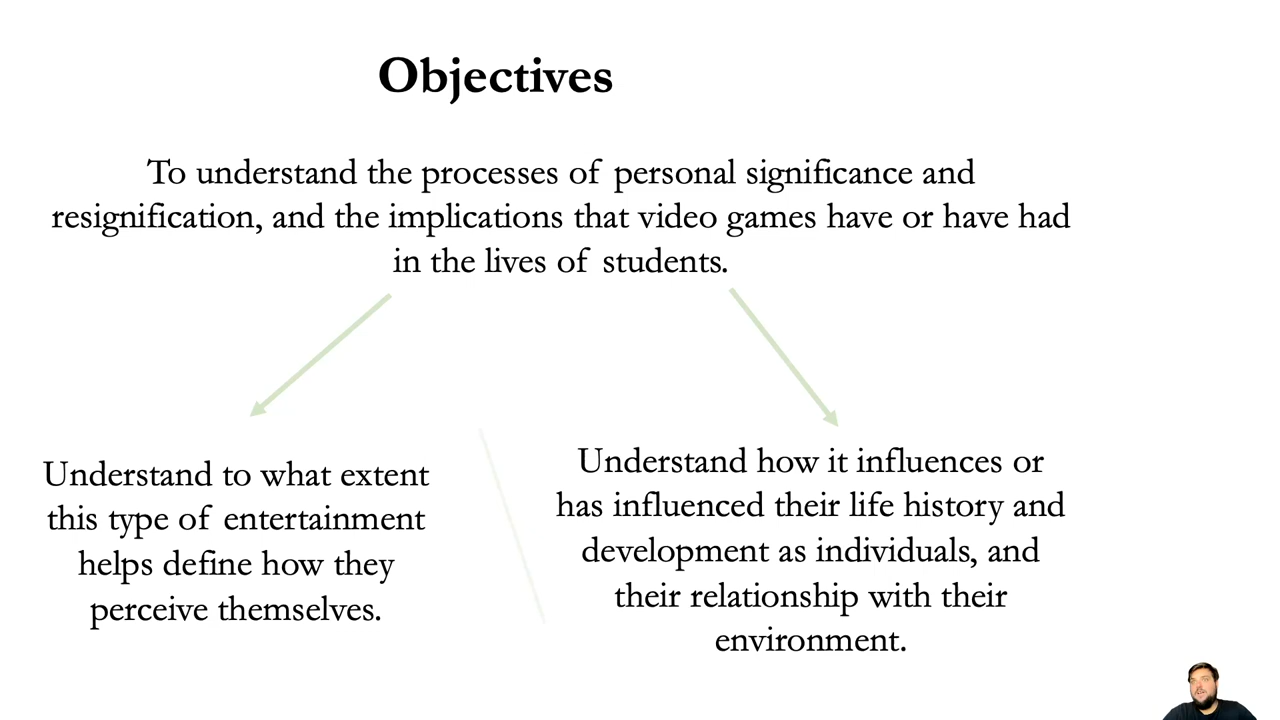 Objectives
To understand the processes of personal significance and
resignification, and the implications that video games have or have had
in the lives of students.
Understand to what extent
this type of entertainment
helps define how they
perceive themselves.
Understand how it influences or
has influenced their life history and
development as individuals, and
their relationship with their
environment.